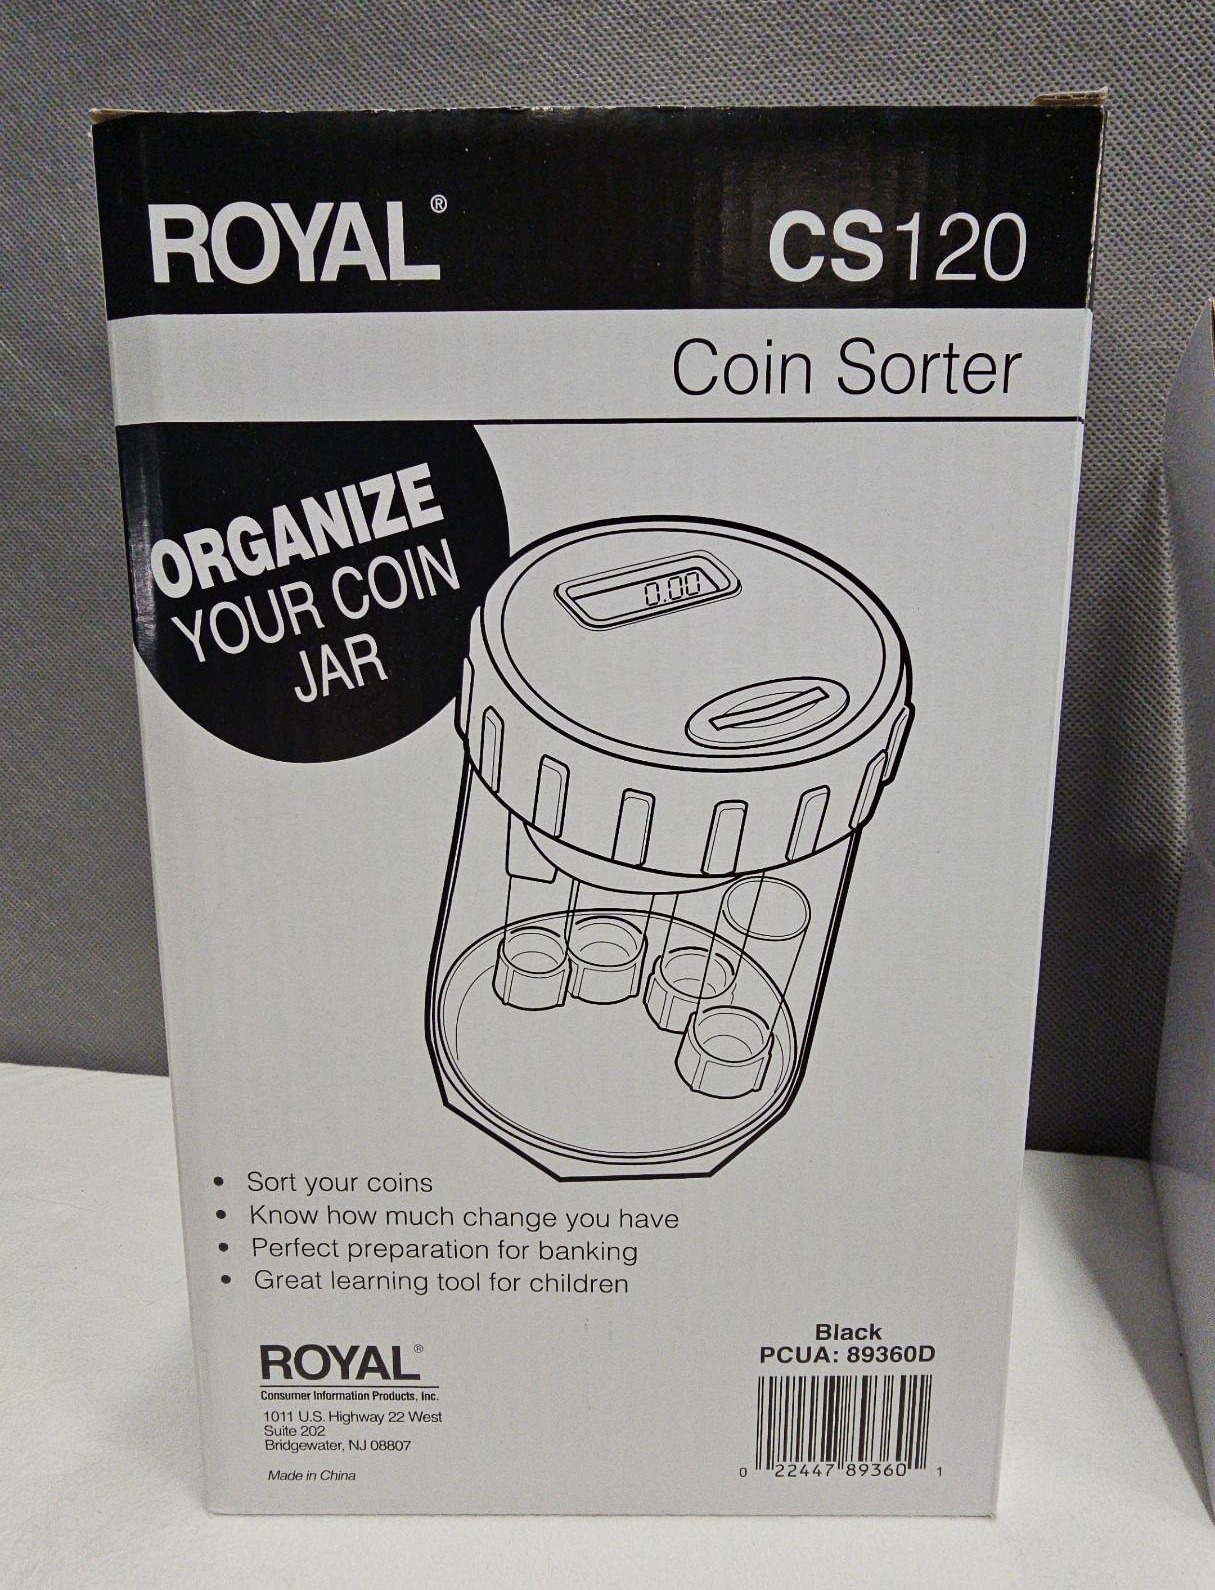 ROYAL®
CS120
Coin Sorter
ORGANIZE
YOUR COIN
JAR
0.00
• Sort your coins
• Know how much change you have
• Perfect preparation for banking
• Great learning tool for children
ROYAL®
Consumer Information Products, Inc.
1011 U.S. Highway 22 West
Suite 202
Bridgewater, NJ 08807
Made in China
Black
PCUA: 89360D
0 22447 89360 1